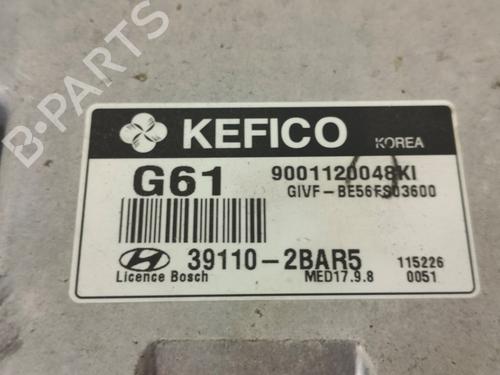 B-PARTS
KEFICO KOREA
G61 9001120048KI
GIVF-BE56FS03600
39110-2BAR5 115226
Licence Bosch MED17.9.8 0051